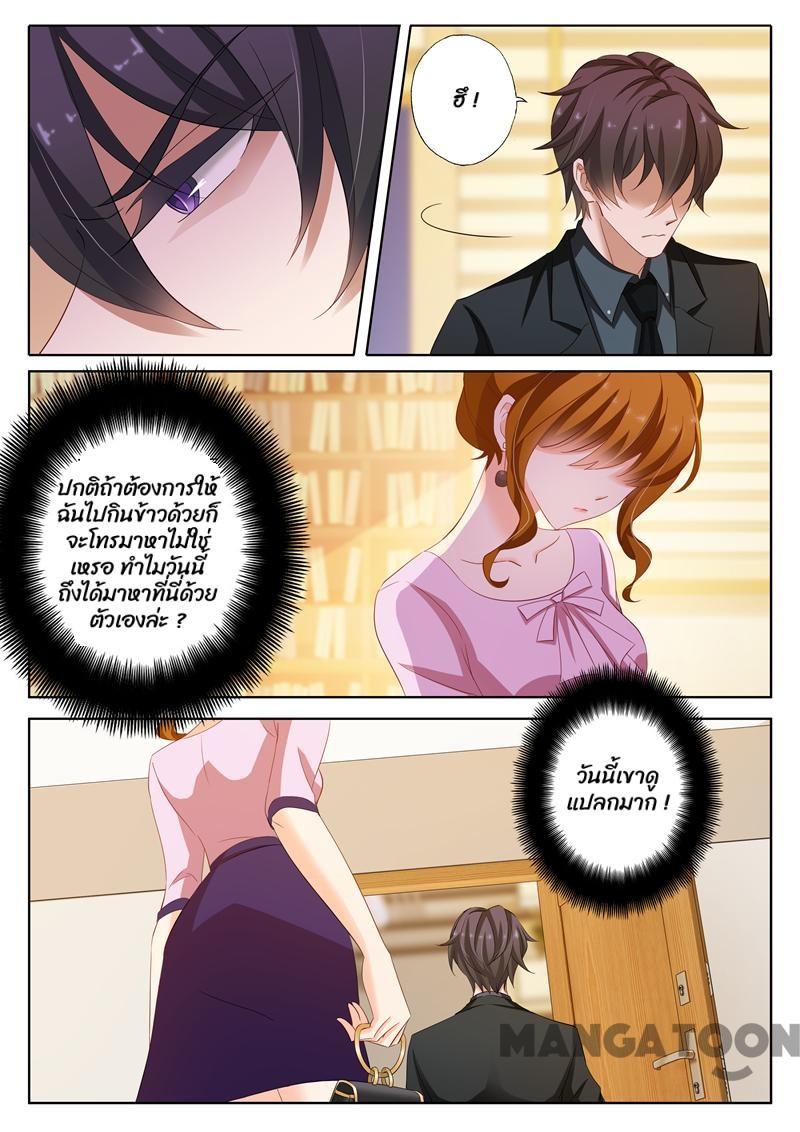 ฮึ !
ปกติถ้าต้องการให้
ฉันไปกินข้าวด้วยก็
จะโทรมาหาไม่ใช่
เหรอ ทำไมวันนี้
ถึงได้มาหาที่นี่ด้วย
ตัวเองล่ะ ?
วันนี้เขาดู
แปลกมาก !
MANGATOON